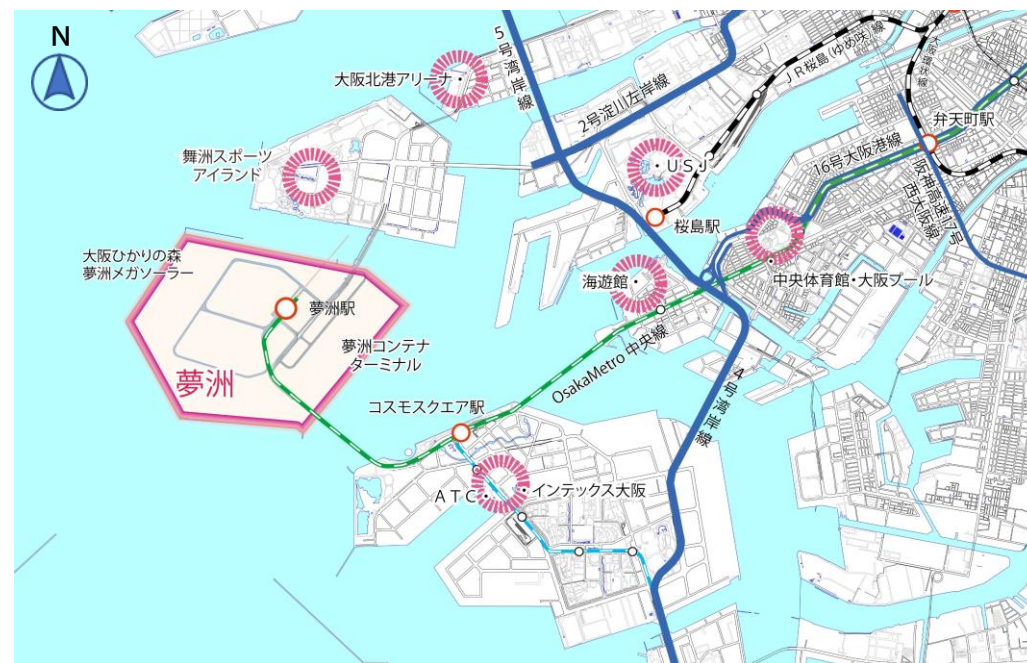 N
5号湾岸線
大阪環状線
大阪北港アリーナ
JR桜島(ゆめ咲)線
2号淀川左岸線
弁天町駅
舞洲スポーツ
アイランド
USJ
16号大阪港線
阪神高速17号
西大阪線
桜島駅
大阪ひかりの森
夢洲メガソーラー
海遊館
中央体育館・大阪プール
夢洲駅
夢洲コンテナ
ターミナル
夢洲
OsakaMetro 中央線
4号湾岸線
コスモスクエア駅
ATC
インテックス大阪